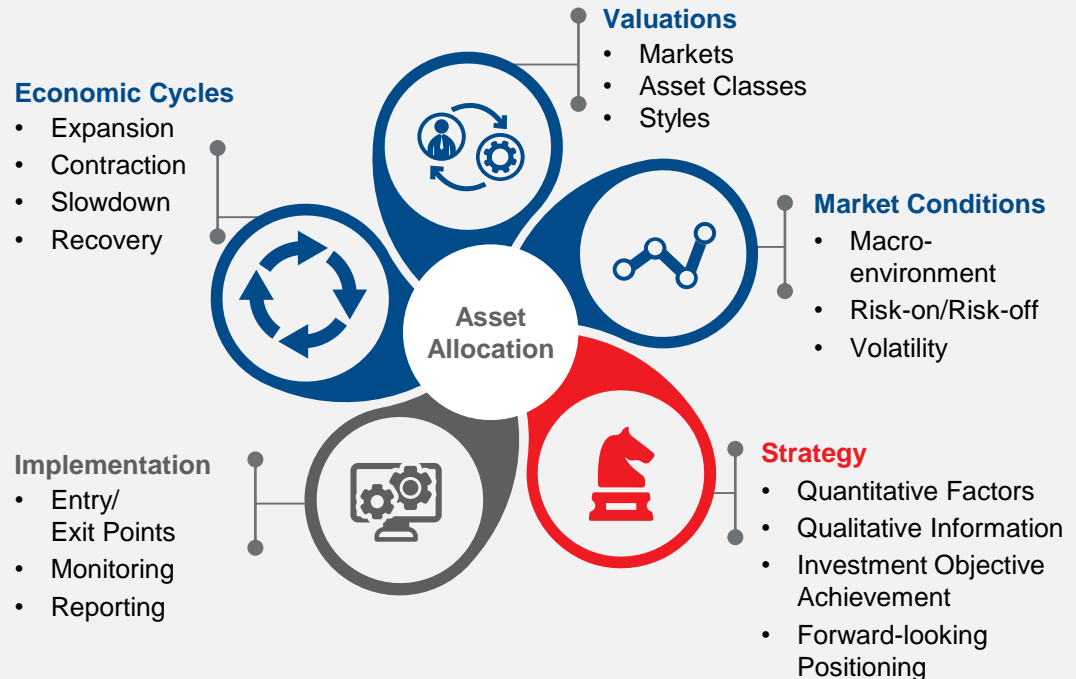 Valuations
• Markets
• Asset Classes
• Styles
Economic Cycles
• Expansion
• Contraction
• Slowdown
• Recovery
Market Conditions
• Macro-
environment
• Risk-on/Risk-off
• Volatility
Asset
Allocation
Implementation
• Entry/
Exit Points
• Monitoring
• Reporting
Strategy
• Quantitative Factors
• Qualitative Information
• Investment Objective
Achievement
• Forward-looking
Positioning